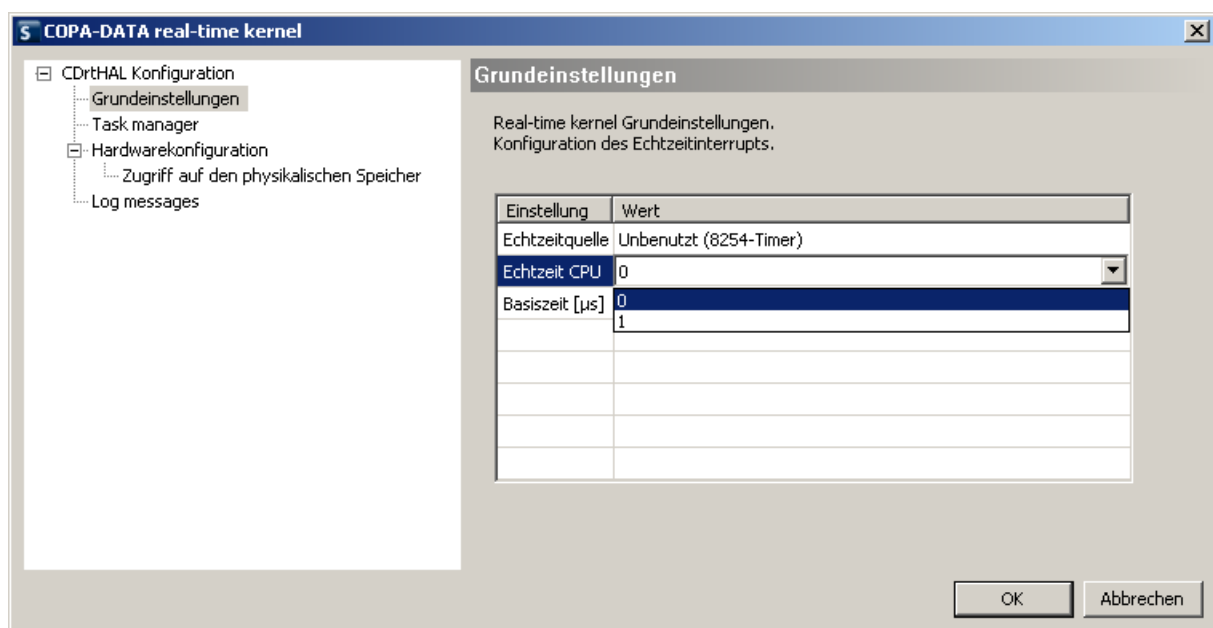 COPA-DATA real-time kernel
CDrtHAL Konfiguration
Grundeinstellungen
Task manager
Hardwarekonfiguration
Zugriff auf den physikalischen Speicher
Log messages
Grundeinstellungen
Real-time kernel Grundeinstellungen.
Konfiguration des Echtzeitinterrupts.
Einstellung Wert
Echtzeitquelle Unbenutzt (8254-Timer)
Echtzeit CPU 0
Basiszeit [µs] 0
1
OK Abbrechen